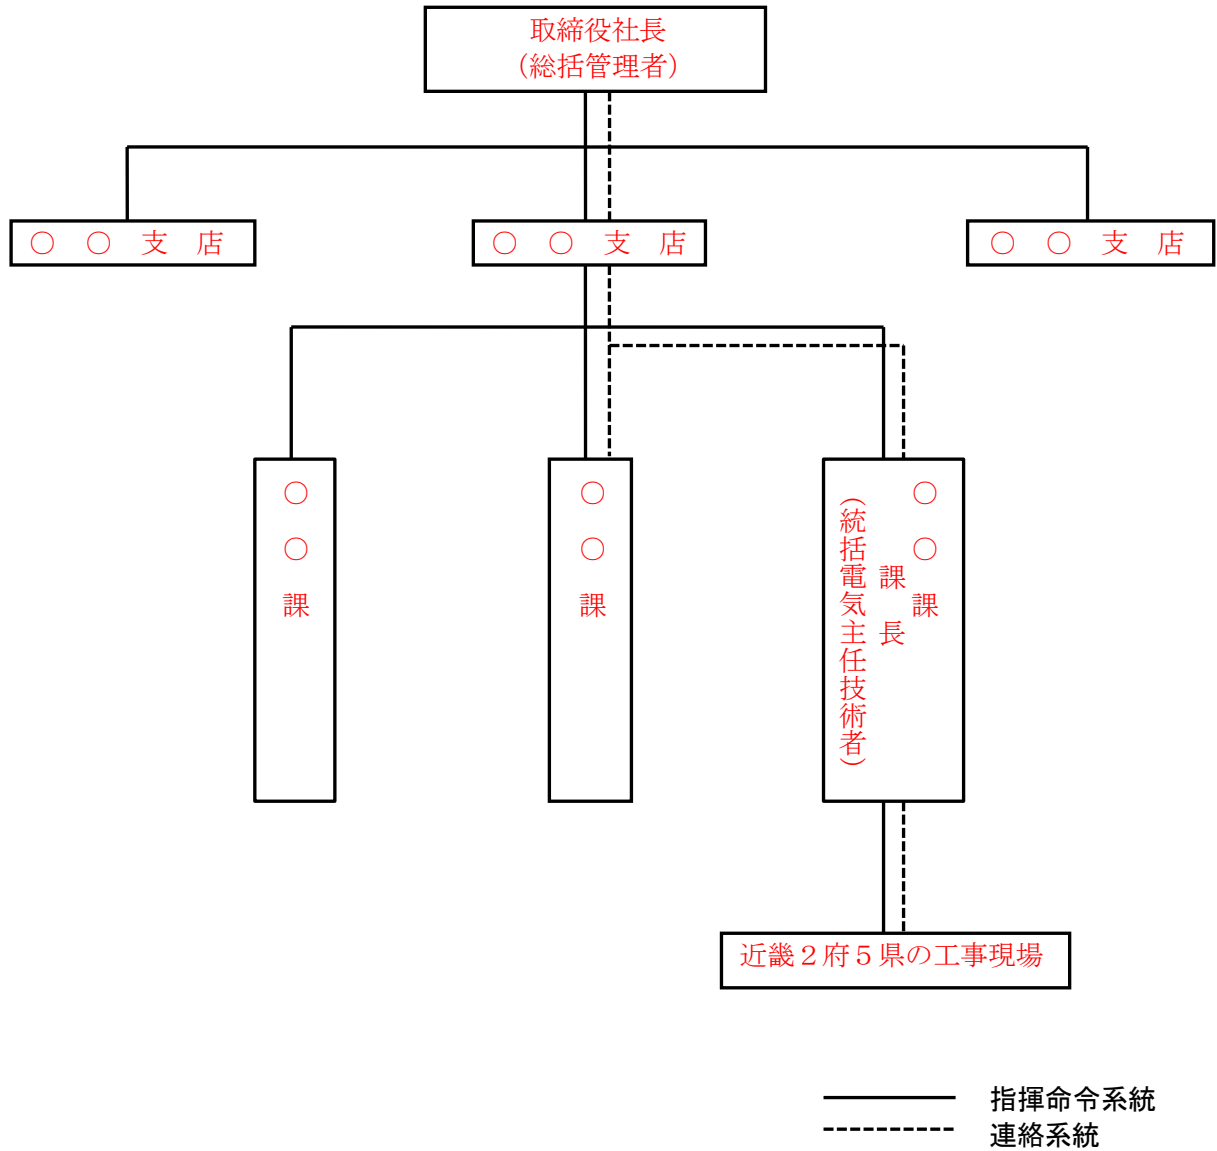 取締役社長
（総括管理者）
○○支店
○○支店
○○支店
○○課
○○課
○○課
課長
（統括電気主任技術者）
近畿２府５県の工事現場
指揮命令系統
連絡系統